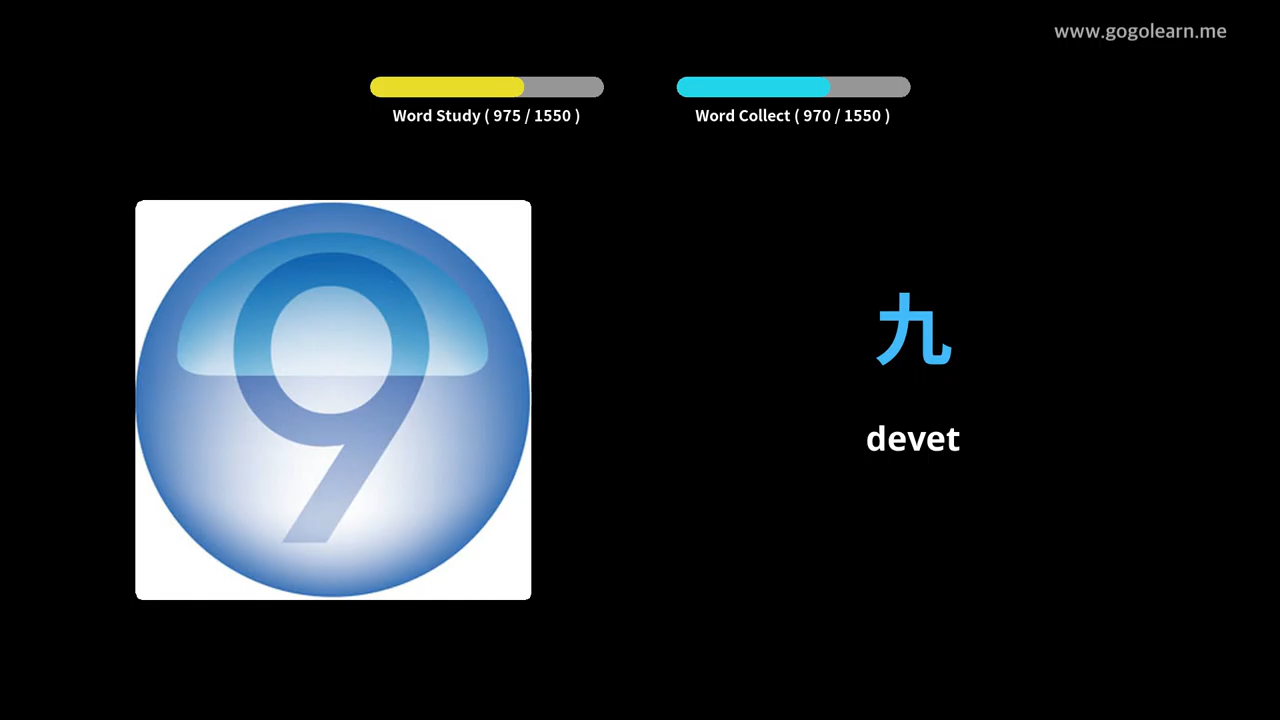 www.gogolearn.me
Word Study ( 975 / 1550 )
Word Collect ( 970 / 1550 )
9
九
devet